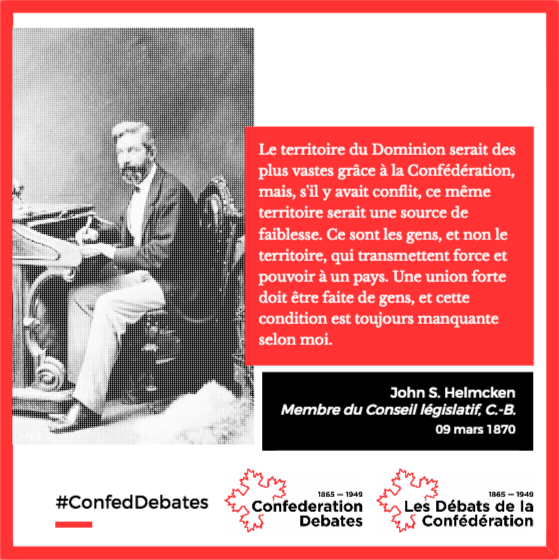 Le territoire du Dominion serait des
plus vastes grâce à la Confédération,
mais, s'il y avait conflit, ce même
territoire serait une source de
faiblesse. Ce sont les gens, et non le
territoire, qui transmettent force et
pouvoir à un pays. Une union forte
doit être faite de gens, et cette
condition est toujours manquante
selon moi.
John S. Helmcken
Membre du Conseil législatif, C.-B.
09 mars 1870
#ConfedDebates
1865 — 1949
Confederation
Debates
1865 — 1949
Les Débats de la
Confédération